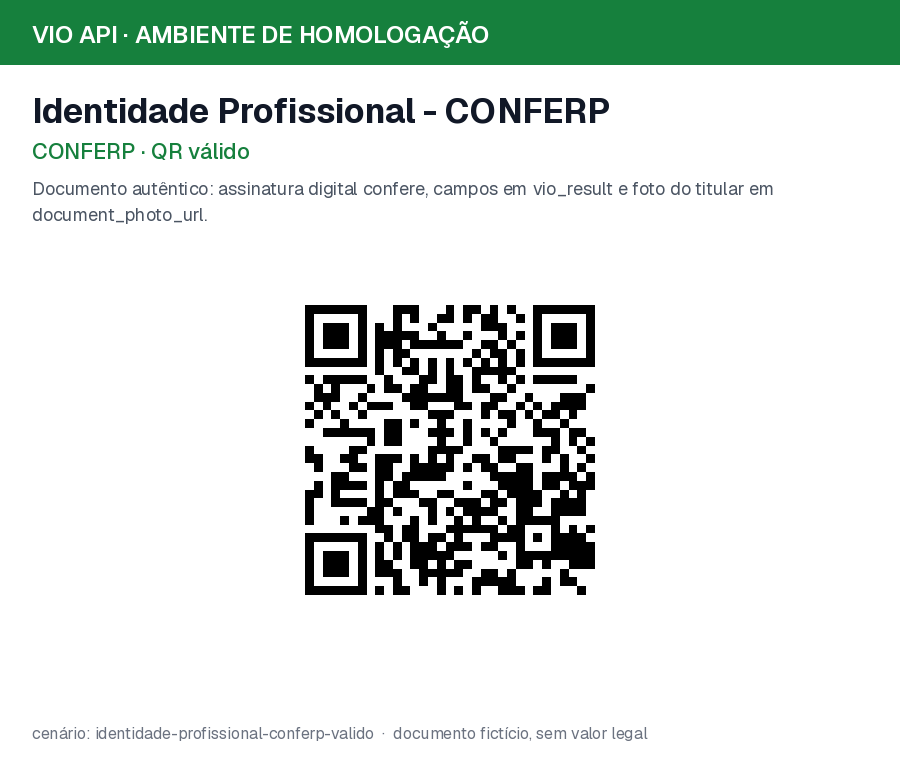 VIO API · AMBIENTE DE HOMOLOGAÇÃO
Identidade Profissional - CONFERP
CONFERP · QR válido
Documento autêntico: assinatura digital confere, campos em vio_result e foto do titular em
document_photo_url.
cenário: identidade-profissional-conferp-valido · documento fictício, sem valor legal